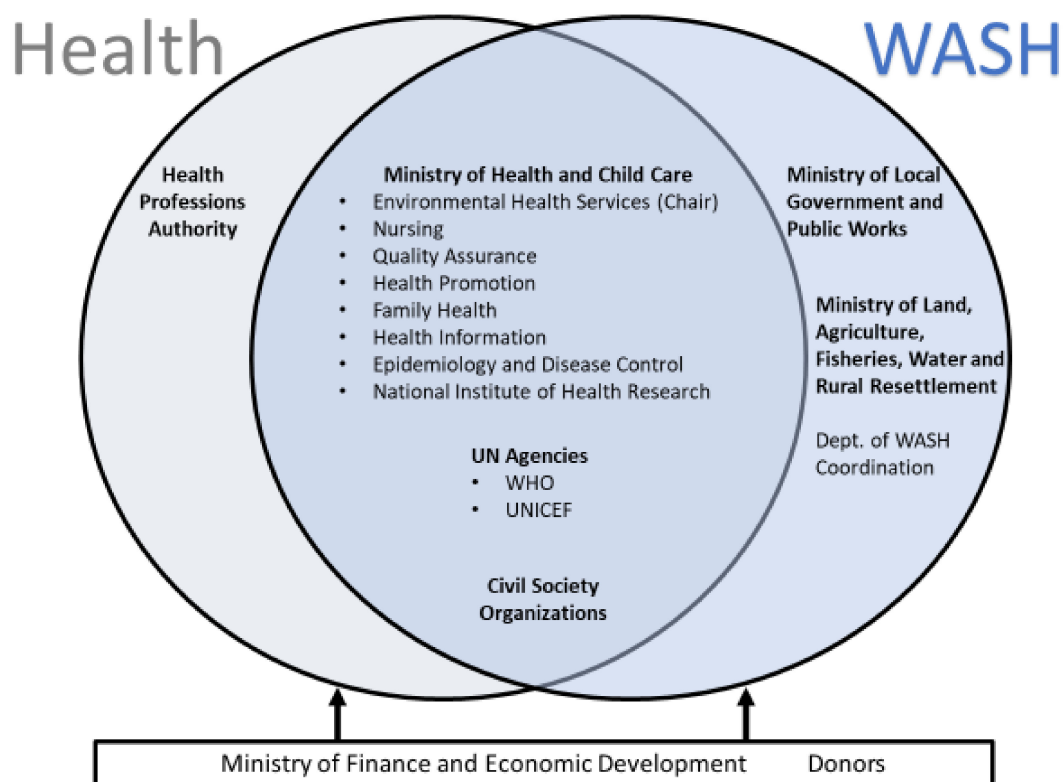 Health
WASH
Health
Professions
Authority
Ministry of Health and Child Care
• Environmental Health Services (Chair)
• Nursing
• Quality Assurance
• Health Promotion
• Family Health
• Health Information
• Epidemiology and Disease Control
• National Institute of Health Research
UN Agencies
• WHO
• UNICEF
Civil Society
Organizations
Ministry of Local
Government and
Public Works
Ministry of Land,
Agriculture,
Fisheries, Water and
Rural Resettlement
Dept. of WASH
Coordination
Ministry of Finance and Economic Development Donors